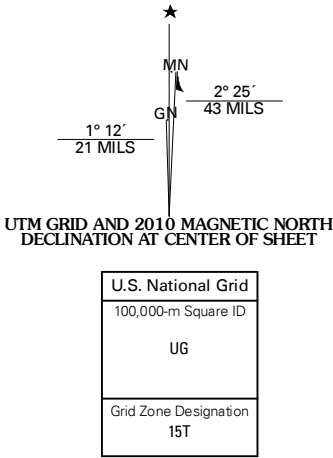 ★
MN
GN
2° 25´
43 MILS
1° 12´
21 MILS
UTM GRID AND 2010 MAGNETIC NORTH
DECLINATION AT CENTER OF SHEET
U.S. National Grid
100,000-m Square ID
UG
Grid Zone Designation
15T